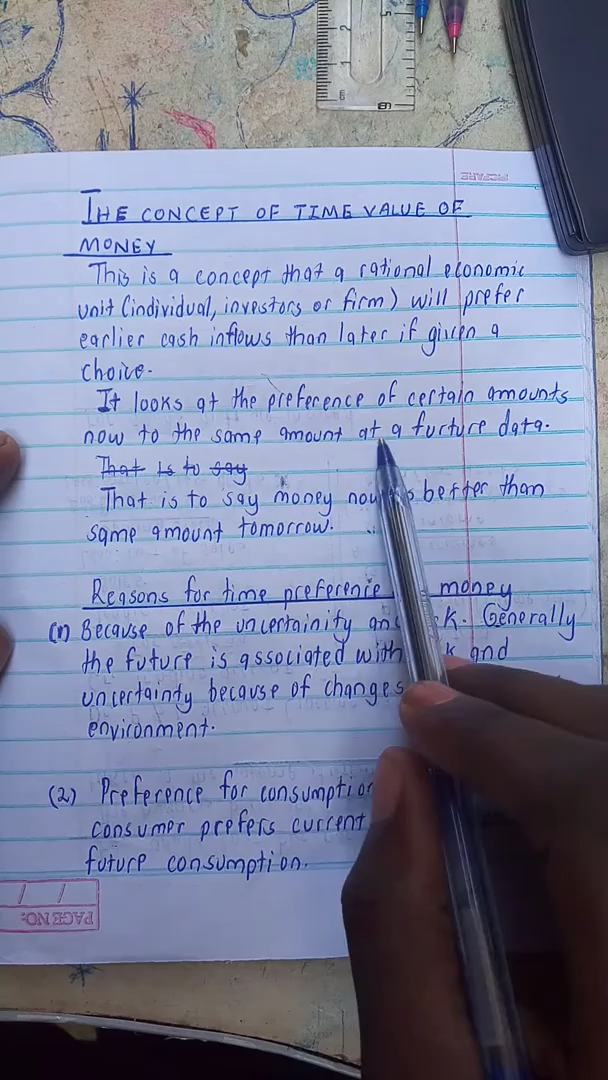 THE CONCEPT OF TIME VALUE OF
MONEY
This is a concept that a rational economic
unit (individual, investors or firm) will prefer
earlier cash inflows than later if given a
choice.
It looks at the preference of certain amounts
now to the same amount at a furture data.
That is to say
That is to say money now is better than
same amount tomorrow.
Reasons for time preference money
(1) Because of the uncertainity and Generally
the future is associated with and
uncertainty because of changes
environment.
(2) Preference for consumption
consumer prefers current
future consumption.
PAGE NO.